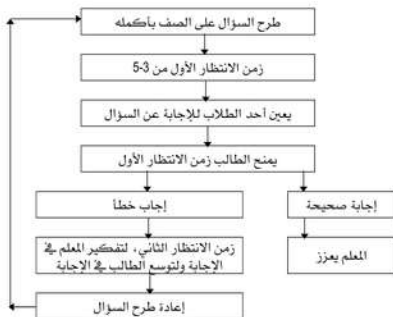 طرح السؤال على الصف بأكمله
زمن الانتظار الأول من 3-5
يعين أحد الطلاب للإجابة عن السؤال
يمنح الطالب زمن الانتظار الأول
إجابة صحيحة
أجاب خطأ
المعلم يعزز
زمن الانتظار الثاني، لتفكير المعلم في
الإجابة ولتوسع الطالب في الإجابة
إعادة طرح السؤال